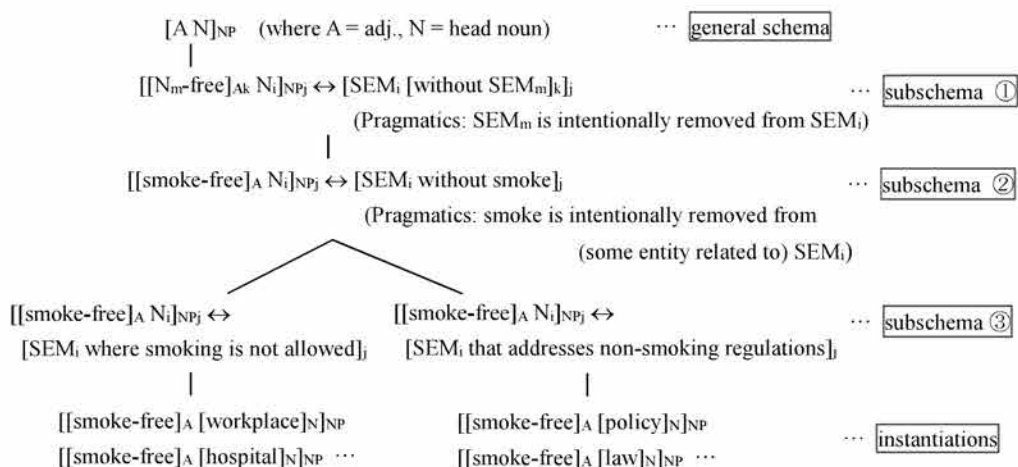 [A N]NP (where A = adj., N = head noun) ··· general schema
[[Nm-free]Ak Ni]NPj ↔ [SEMi [without SEMm]k]j ··· subschema ①
(Pragmatics: SEMm is intentionally removed from SEMi)
[[smoke-free]A Ni]NPj ↔ [SEMi without smoke]j ··· subschema ②
(Pragmatics: smoke is intentionally removed from
(some entity related to) SEMi)
[[smoke-free]A Ni]NPj ↔ [[smoke-free]A Ni]NPj ↔ ··· subschema ③
[SEMi where smoking is not allowed]j [SEMi that addresses non-smoking regulations]j
[[smoke-free]A [workplace]N]NP [[smoke-free]A [policy]N]NP
[[smoke-free]A [hospital]N]NP ··· [[smoke-free]A [law]N]NP ··· ··· instantiations